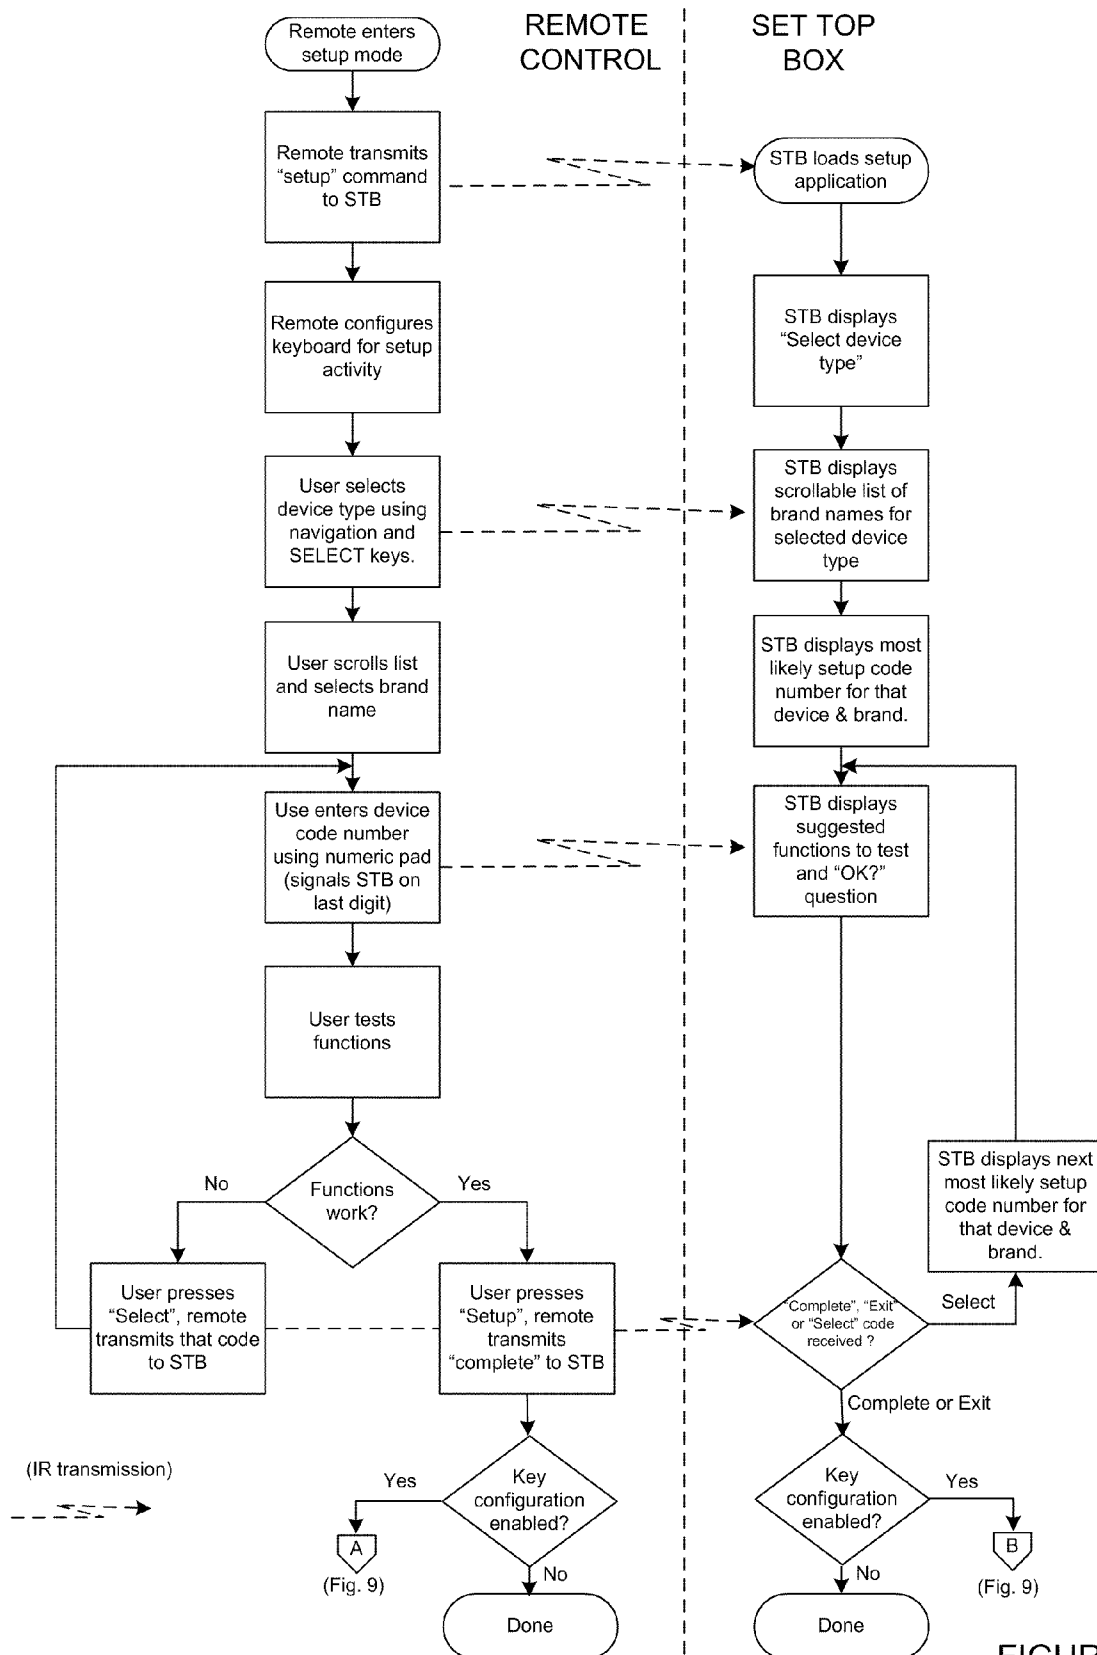 REMOTE
CONTROL
SET TOP
BOX
Remote enters
setup mode
Remote transmits
“setup” command
to STB
Remote configures
keyboard for setup
activity
User selects
device type using
navigation and
SELECT keys.
User scrolls list
and selects brand
name
Use enters device
code number
using numeric pad
(signals STB on
last digit)
User tests
functions
Functions
work?
No
Yes
User presses
“Select”, remote
transmits that code
to STB
User presses
“Setup”, remote
transmits
“complete” to STB
Key
configuration
enabled?
Yes
A
(Fig. 9)
No
Done
(IR transmission)
STB loads setup
application
STB displays
“Select device
type”
STB displays
scrollable list of
brand names for
selected device
type
STB displays most
likely setup code
number for that
device & brand.
STB displays
suggested
functions to test
and “OK?”
question
STB displays next
most likely setup
code number for
that device &
brand.
“Complete”, “Exit”
or “Select” code
received ?
Select
Complete or Exit
Key
configuration
enabled?
Yes
B
(Fig. 9)
No
Done